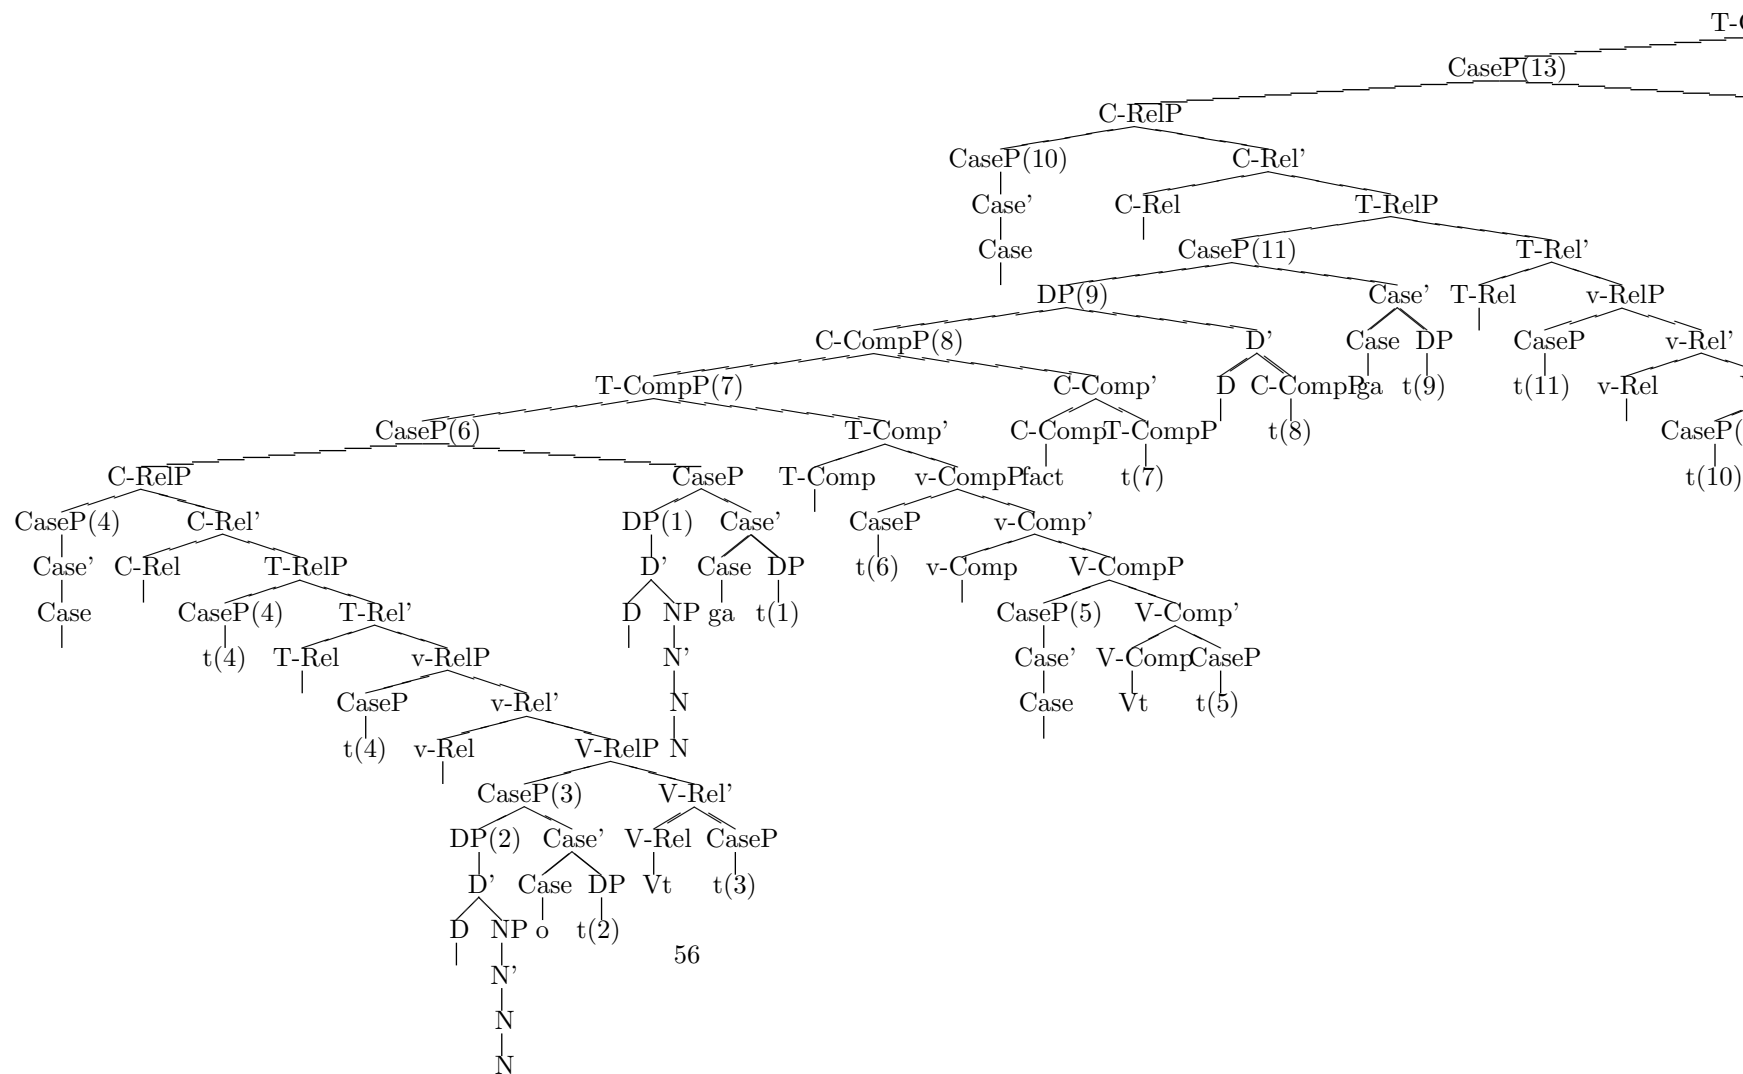 T-C
CaseP(13)
C-RelP
CaseP(10) C-Rel'
Case' C-Rel T-RelP
Case CaseP(11) T-Rel'
DP(9) Case' T-Rel v-RelP
C-CompP(8) D' Case DP CaseP v-Rel'
T-CompP(7) C-Comp' D C-CompP ga t(9) t(11) v-Rel
CaseP(6) T-Comp' C-Comp T-CompP t(8) CaseP(
C-RelP CaseP T-Comp v-CompP fact t(7) t(10)
CaseP(4) C-Rel' DP(1) Case' CaseP v-Comp'
Case' C-Rel T-RelP D' Case DP t(6) v-Comp V-CompP
Case CaseP(4) T-Rel' D NP ga t(1) CaseP(5) V-Comp'
t(4) T-Rel v-RelP N' Case' V-Comp CaseP
CaseP v-Rel' N Case Vt t(5)
t(4) v-Rel V-RelP N
CaseP(3) V-Rel'
DP(2) Case' V-Rel CaseP
D' Case DP Vt t(3)
D NP o t(2)
56
N'
N
N